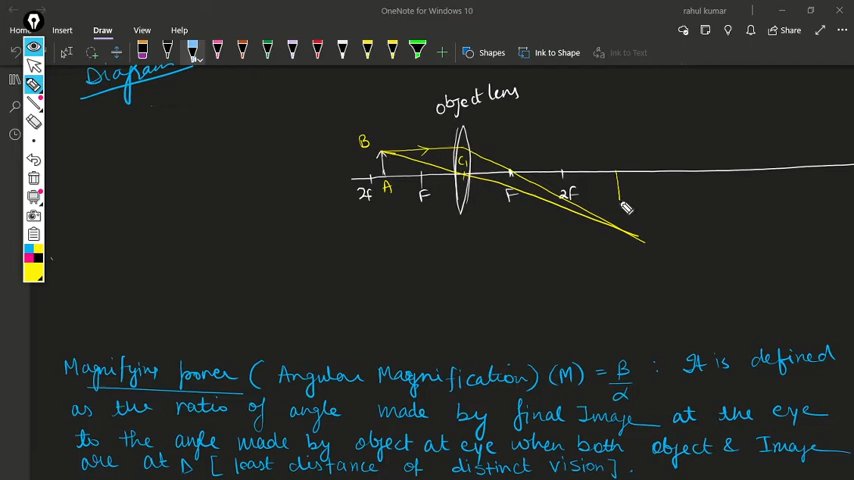 OneNote for Windows 10
rahul kumar
Home Insert Draw View Help
Share
Shapes Ink to Shape Ink to Text
Diagram
object lens
B
C1
2f A F F 2F
Magnifying power ( Angular Magnification) (M) = β/α : It is defined
as the ratio of angle made by final Image at the eye
to the angle made by object at eye when both object & Image
are at D [least distance of distinct vision].